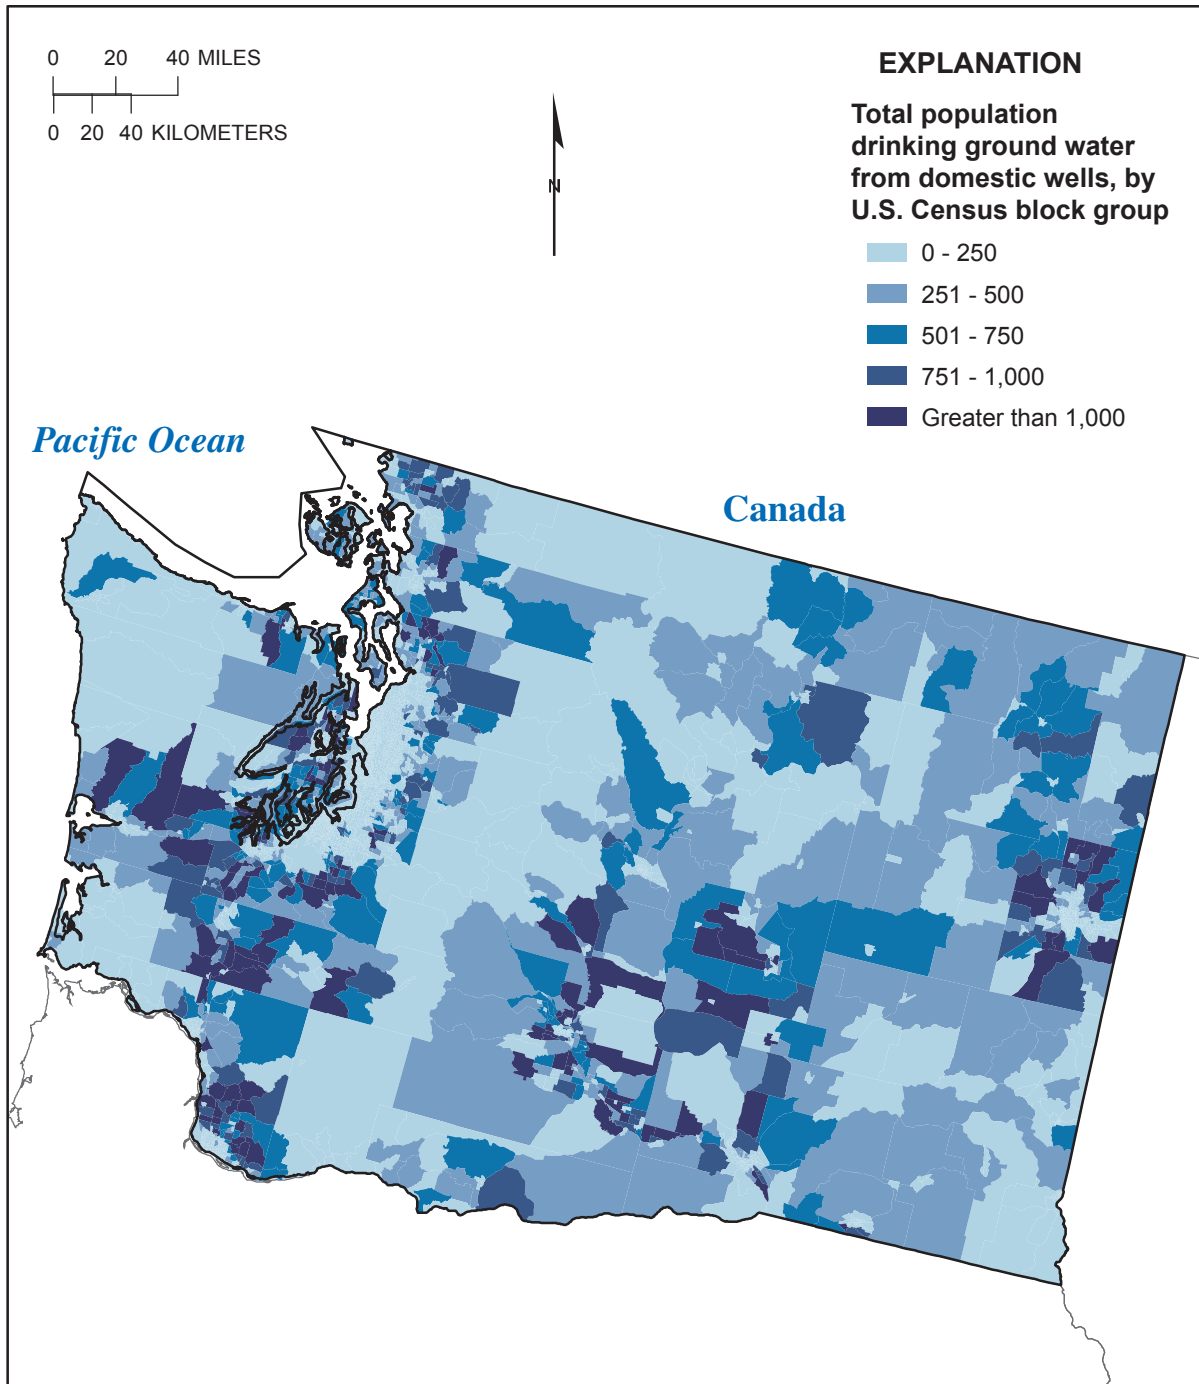 0 20 40 MILES
0 20 40 KILOMETERS
N
EXPLANATION
Total population
drinking ground water
from domestic wells, by
U.S. Census block group
0 - 250
251 - 500
501 - 750
751 - 1,000
Greater than 1,000
Pacific Ocean
Canada